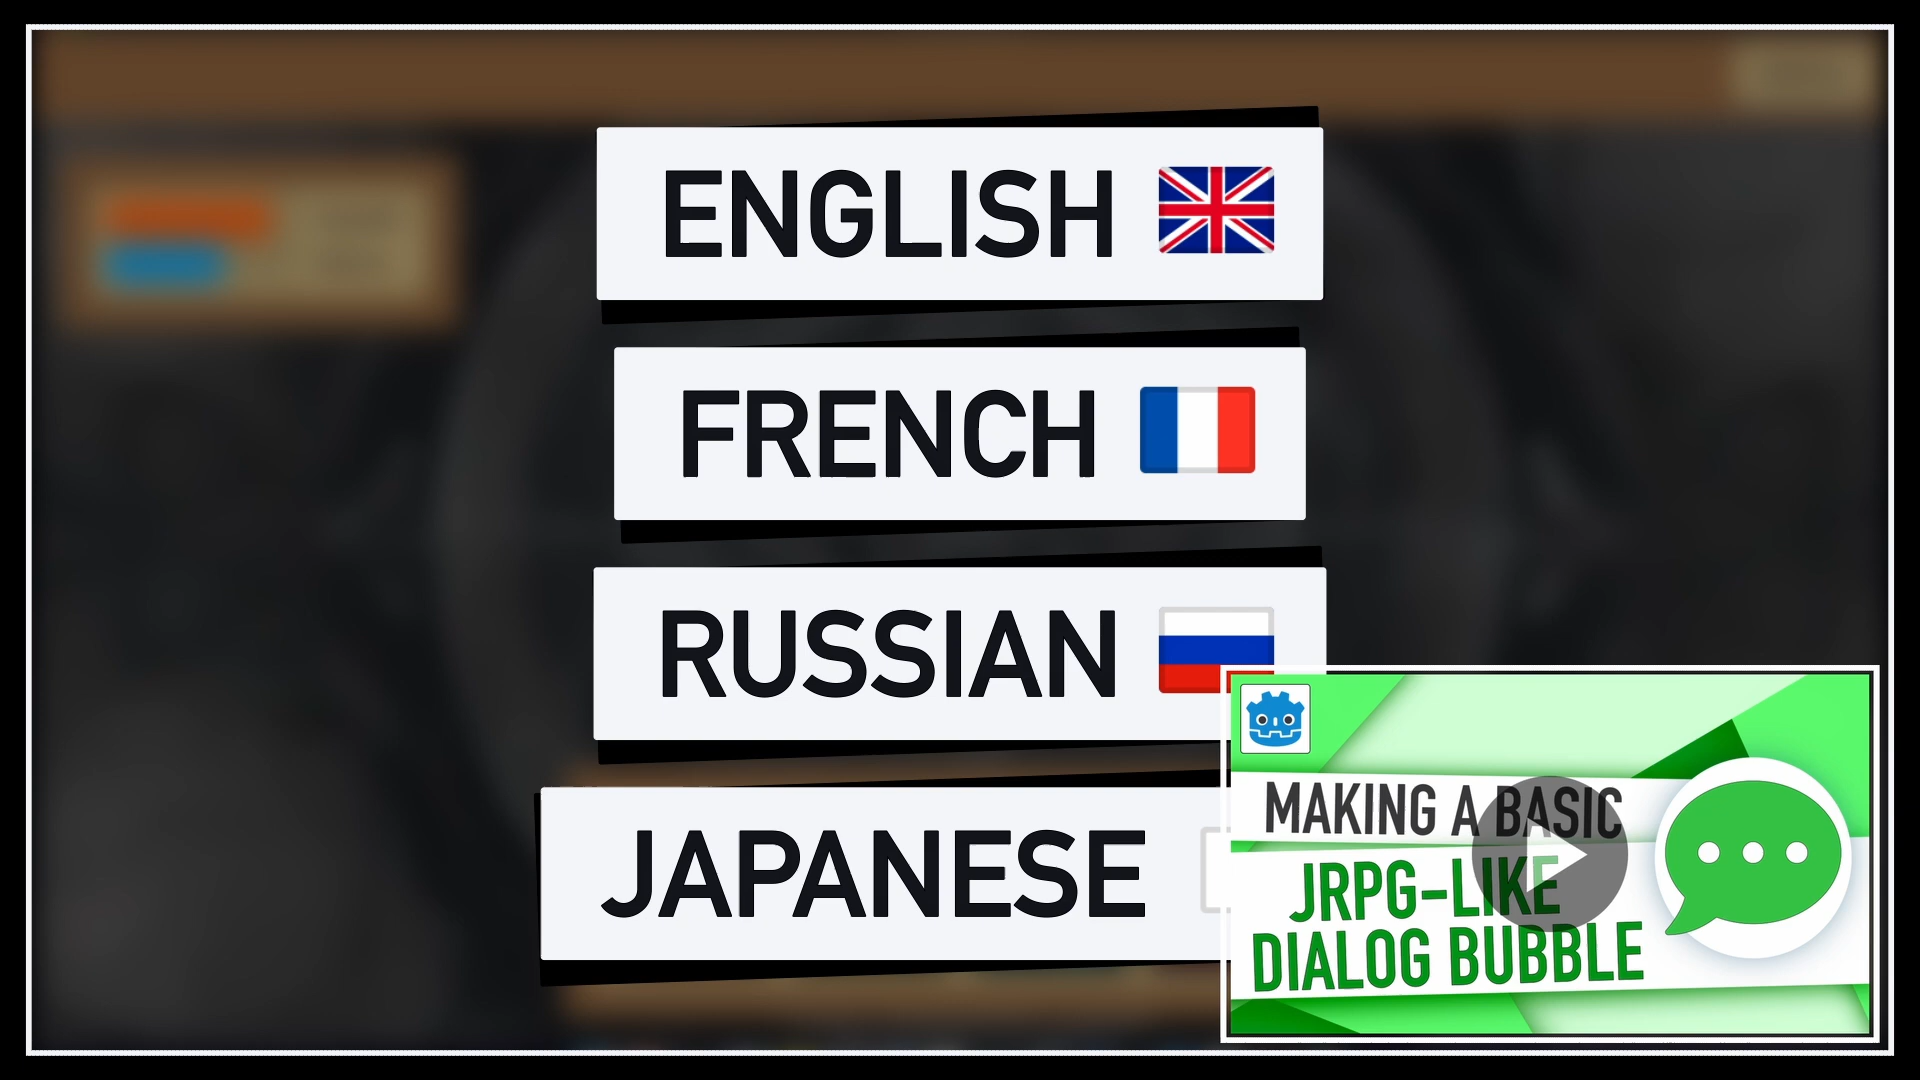 ENGLISH
FRENCH
RUSSIAN
JAPANESE
MAKING A BASIC
JRPG-LIKE
DIALOG BUBBLE